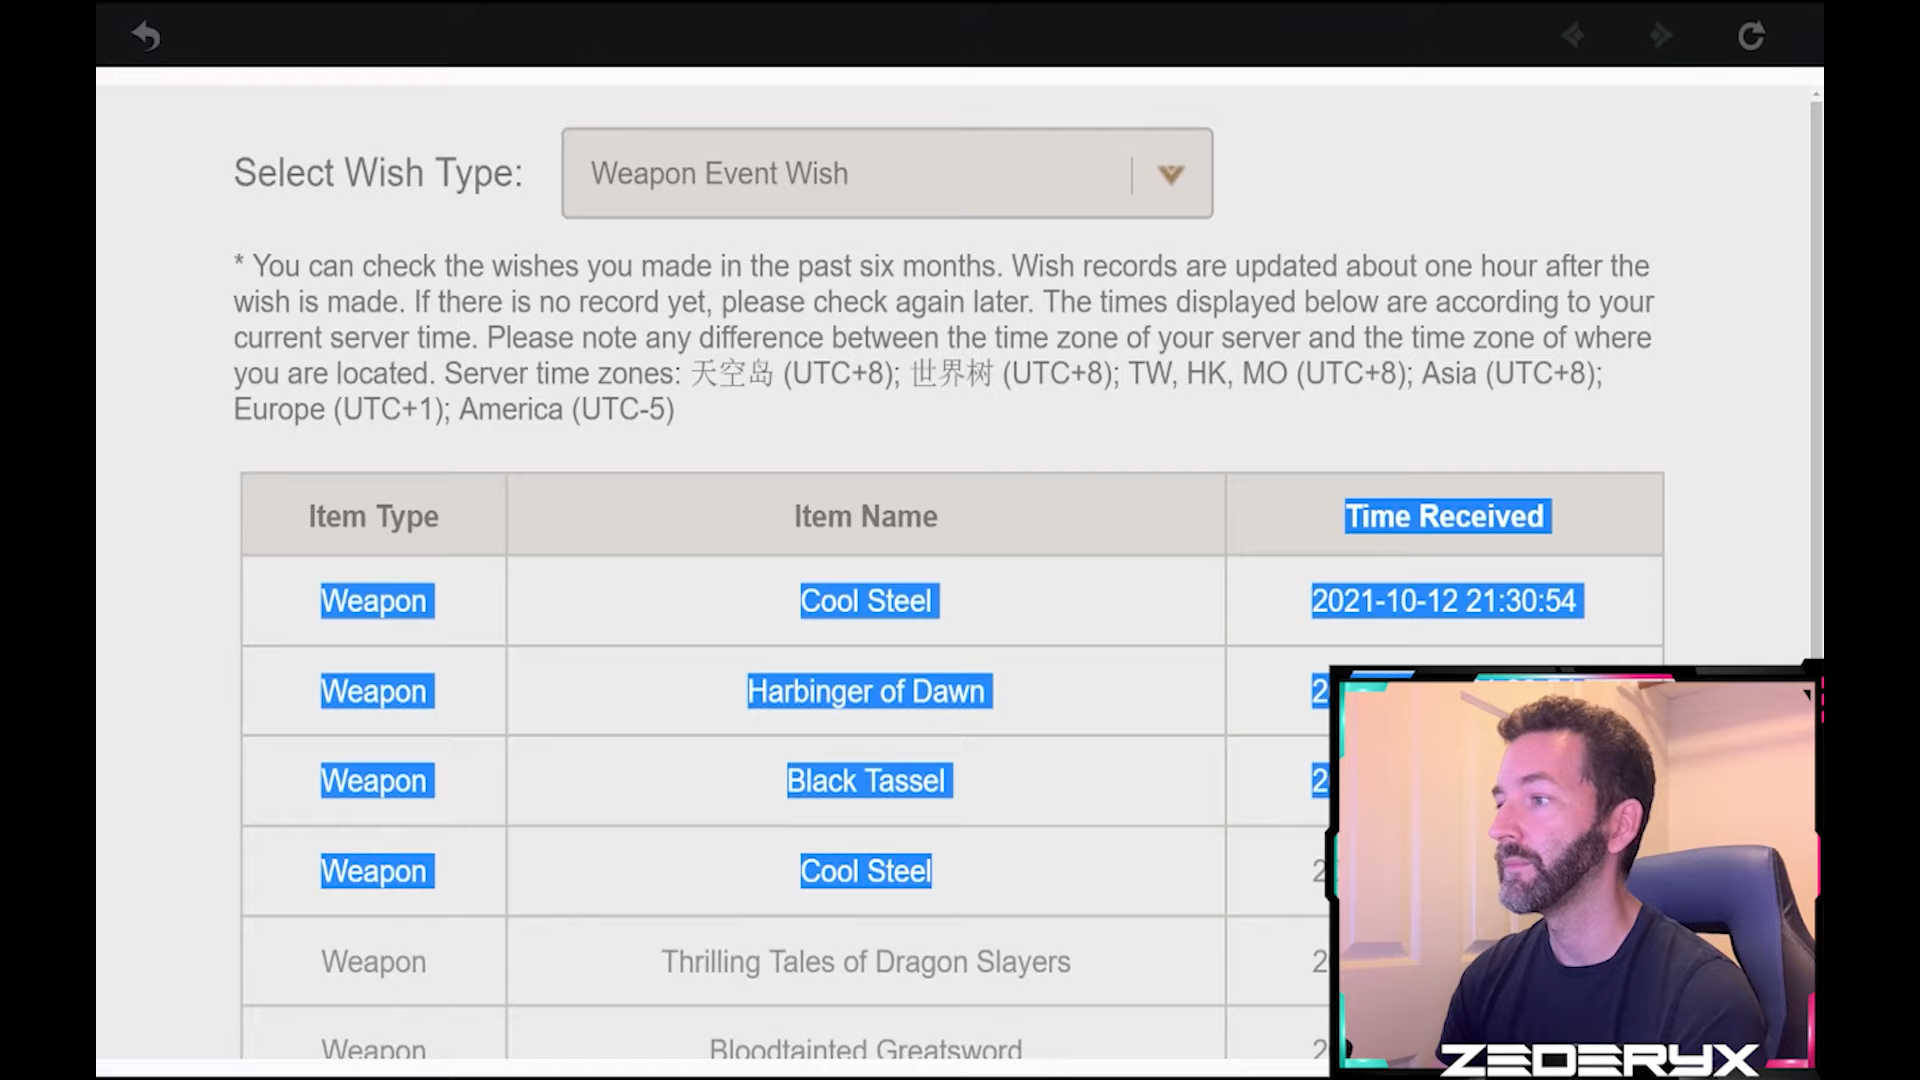 Select Wish Type:
Weapon Event Wish
* You can check the wishes you made in the past six months. Wish records are updated about one hour after the
wish is made. If there is no record yet, please check again later. The times displayed below are according to your
current server time. Please note any difference between the time zone of your server and the time zone of where
you are located. Server time zones: 天空岛 (UTC+8); 世界树 (UTC+8); TW, HK, MO (UTC+8); Asia (UTC+8);
Europe (UTC+1); America (UTC-5)
Item Type Item Name Time Received
Weapon Cool Steel 2021-10-12 21:30:54
Weapon Harbinger of Dawn
Weapon Black Tassel
Weapon Cool Steel
Weapon Thrilling Tales of Dragon Slayers
Weapon Bloodtainted Greatsword
ZEDERYX